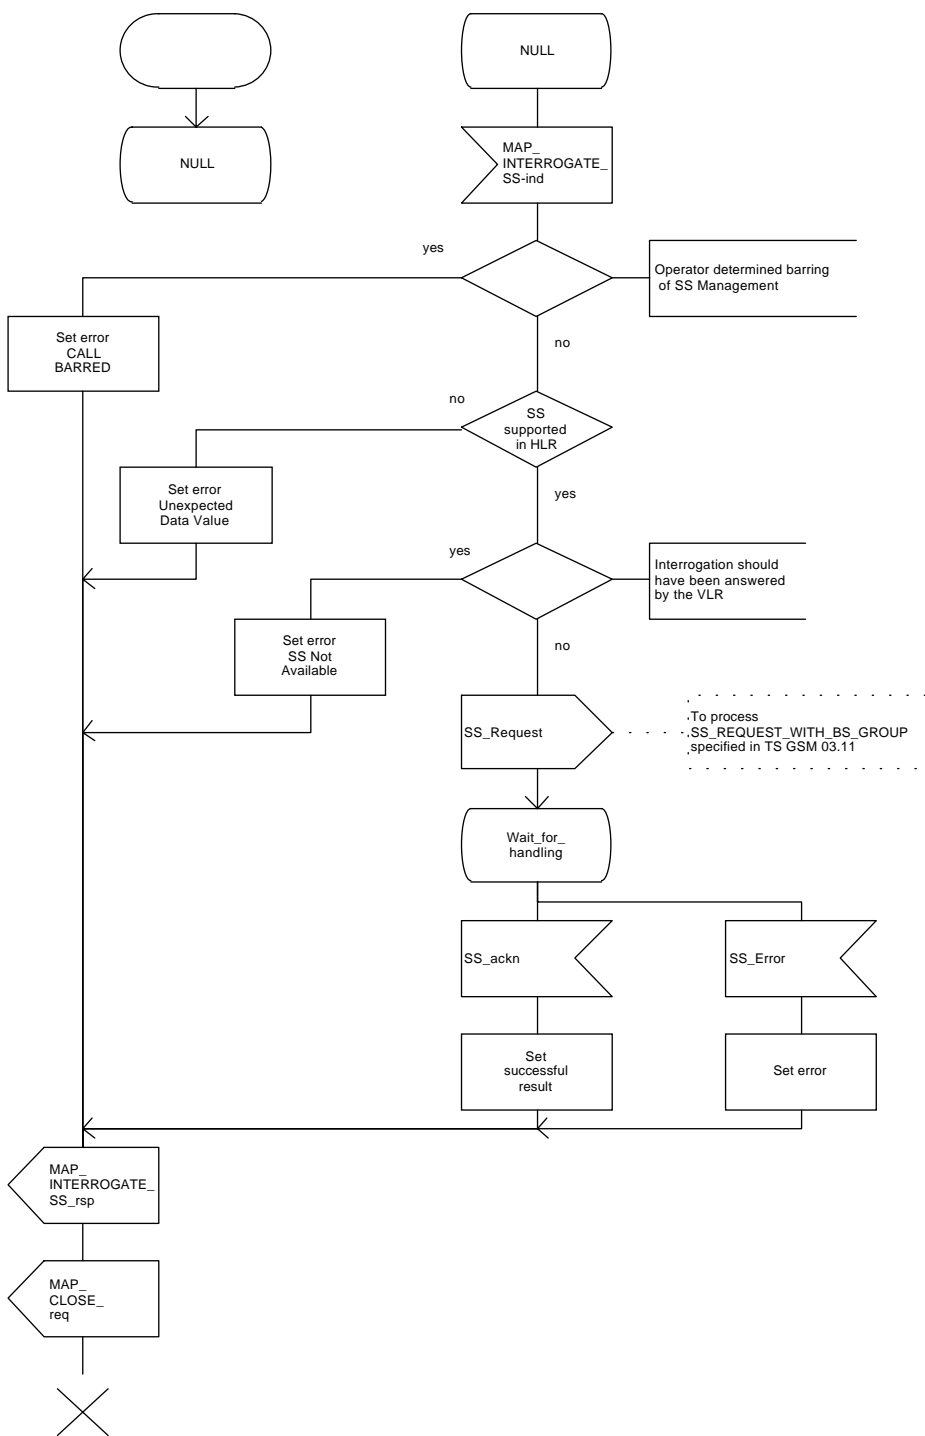 NULL
NULL
MAP_
INTERROGATE_
SS-ind
yes
Operator determined barring
of SS Management
Set error
CALL
BARRED
no
no
SS
supported
in HLR
Set error
Unexpected
Data Value
yes
yes
Interrogation should
have been answered
by the VLR
Set error
SS Not
Available
no
SS_Request
To process
SS_REQUEST_WITH_BS_GROUP
specified in TS GSM 03.11
Wait_for_
handling
SS_ackn
SS_Error
Set
successful
result
Set error
MAP_
INTERROGATE_
SS_rsp
MAP_
CLOSE_
req